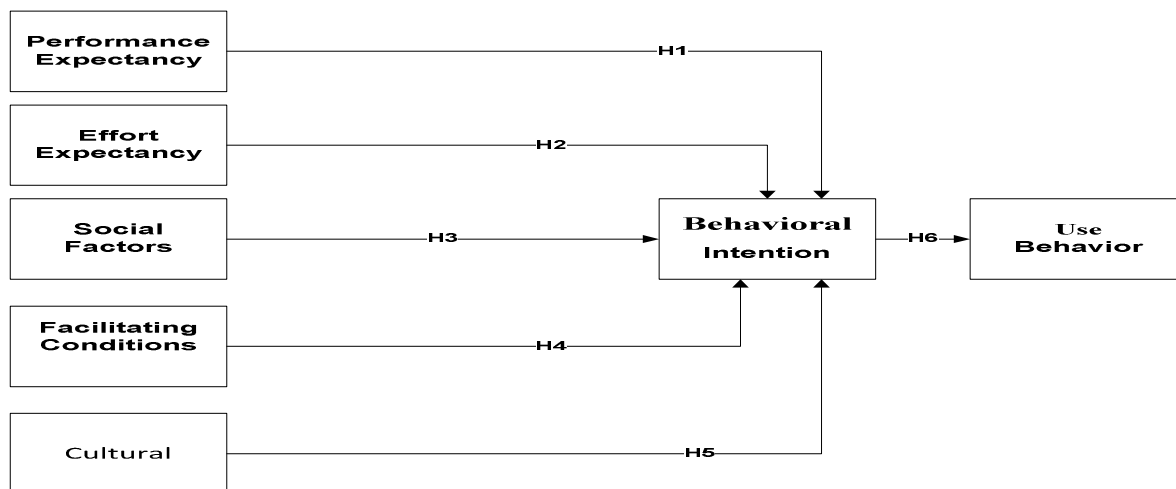 Performance
Expectancy
H1
Effort
Expectancy
H2
Social
Factors
H3
Behavioral
Intention
H6
Use
Behavior
Facilitating
Conditions
H4
Cultural
H5